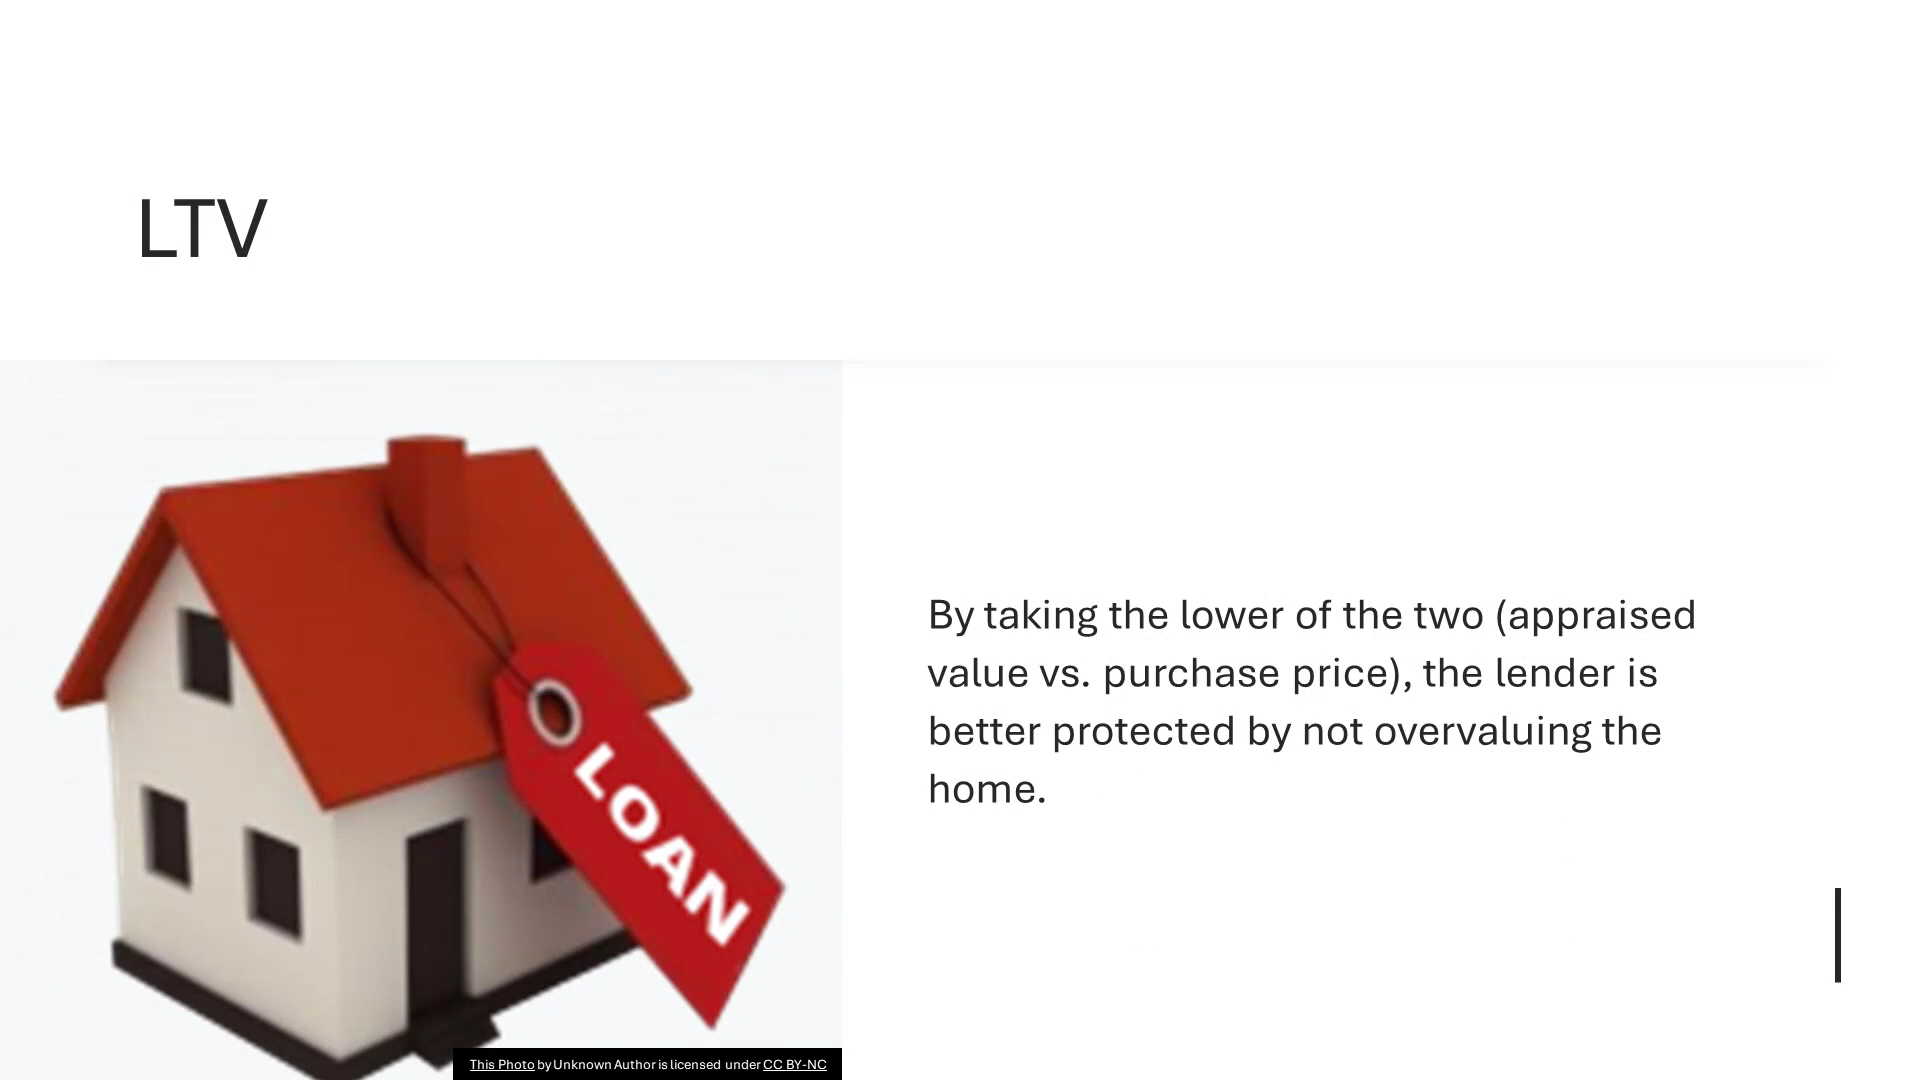 LTV
By taking the lower of the two (appraised
value vs. purchase price), the lender is
better protected by not overvaluing the
home.
LOAN
This Photo by Unknown Author is licensed under CC BY-NC